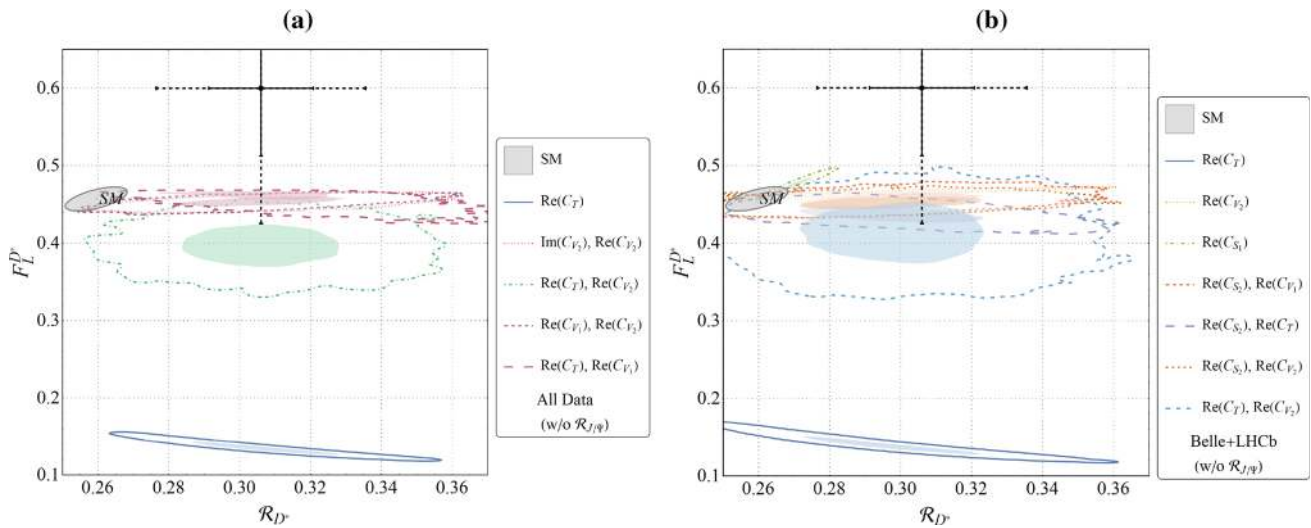 (a)
0.6
0.5
0.4
0.3
0.2
0.1
F_L^{D*}
SM
0.26 0.28 0.30 0.32 0.34 0.36
R_{D*}
SM
Re(C_T)
Im(C_{V_2}), Re(C_{V_2})
Re(C_T), Re(C_{V_2})
Re(C_{V_1}), Re(C_{V_2})
Re(C_T), Re(C_{V_1})
All Data
(w/o R_{J/Ψ})
(b)
0.6
0.5
0.4
0.3
0.2
0.1
F_L^{D*}
SM
0.26 0.28 0.30 0.32 0.34 0.36
R_{D*}
SM
Re(C_T)
Re(C_{V_2})
Re(C_{S_1})
Re(C_{S_2}), Re(C_{V_1})
Re(C_{S_2}), Re(C_T)
Re(C_{S_2}), Re(C_{V_2})
Re(C_T), Re(C_{V_2})
Belle+LHCb
(w/o R_{J/Ψ})